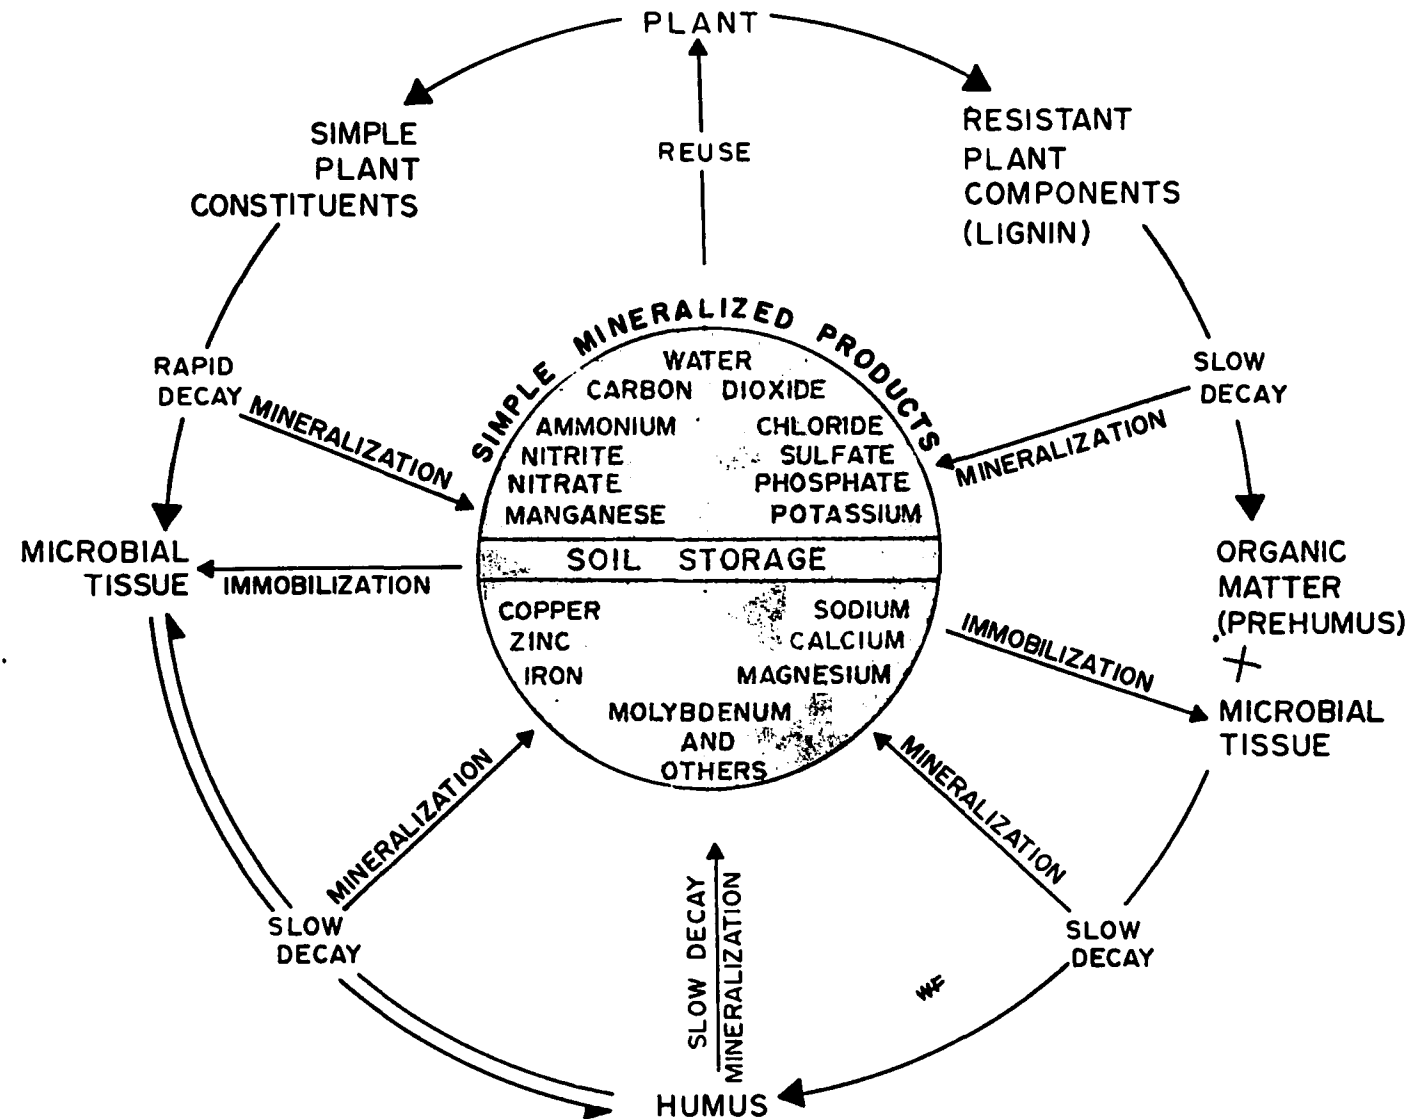 PLANT
SIMPLE
PLANT
CONSTITUENTS
REUSE
RESISTANT
PLANT
COMPONENTS
(LIGNIN)
RAPID
DECAY
MINERALIZATION
SIMPLE MINERALIZED PRODUCTS
WATER
CARBON DIOXIDE
AMMONIUM CHLORIDE
NITRITE SULFATE
NITRATE PHOSPHATE
MANGANESE POTASSIUM
SOIL STORAGE
COPPER SODIUM
ZINC CALCIUM
IRON MAGNESIUM
MOLYBDENUM
AND
OTHERS
SLOW
DECAY
MINERALIZATION
MICROBIAL
TISSUE
IMMOBILIZATION
ORGANIC
MATTER
(PREHUMUS)
+
MICROBIAL
TISSUE
IMMOBILIZATION
MINERALIZATION
SLOW
DECAY
SLOW DECAY
MINERALIZATION
MINERALIZATION
SLOW
DECAY
HUMUS